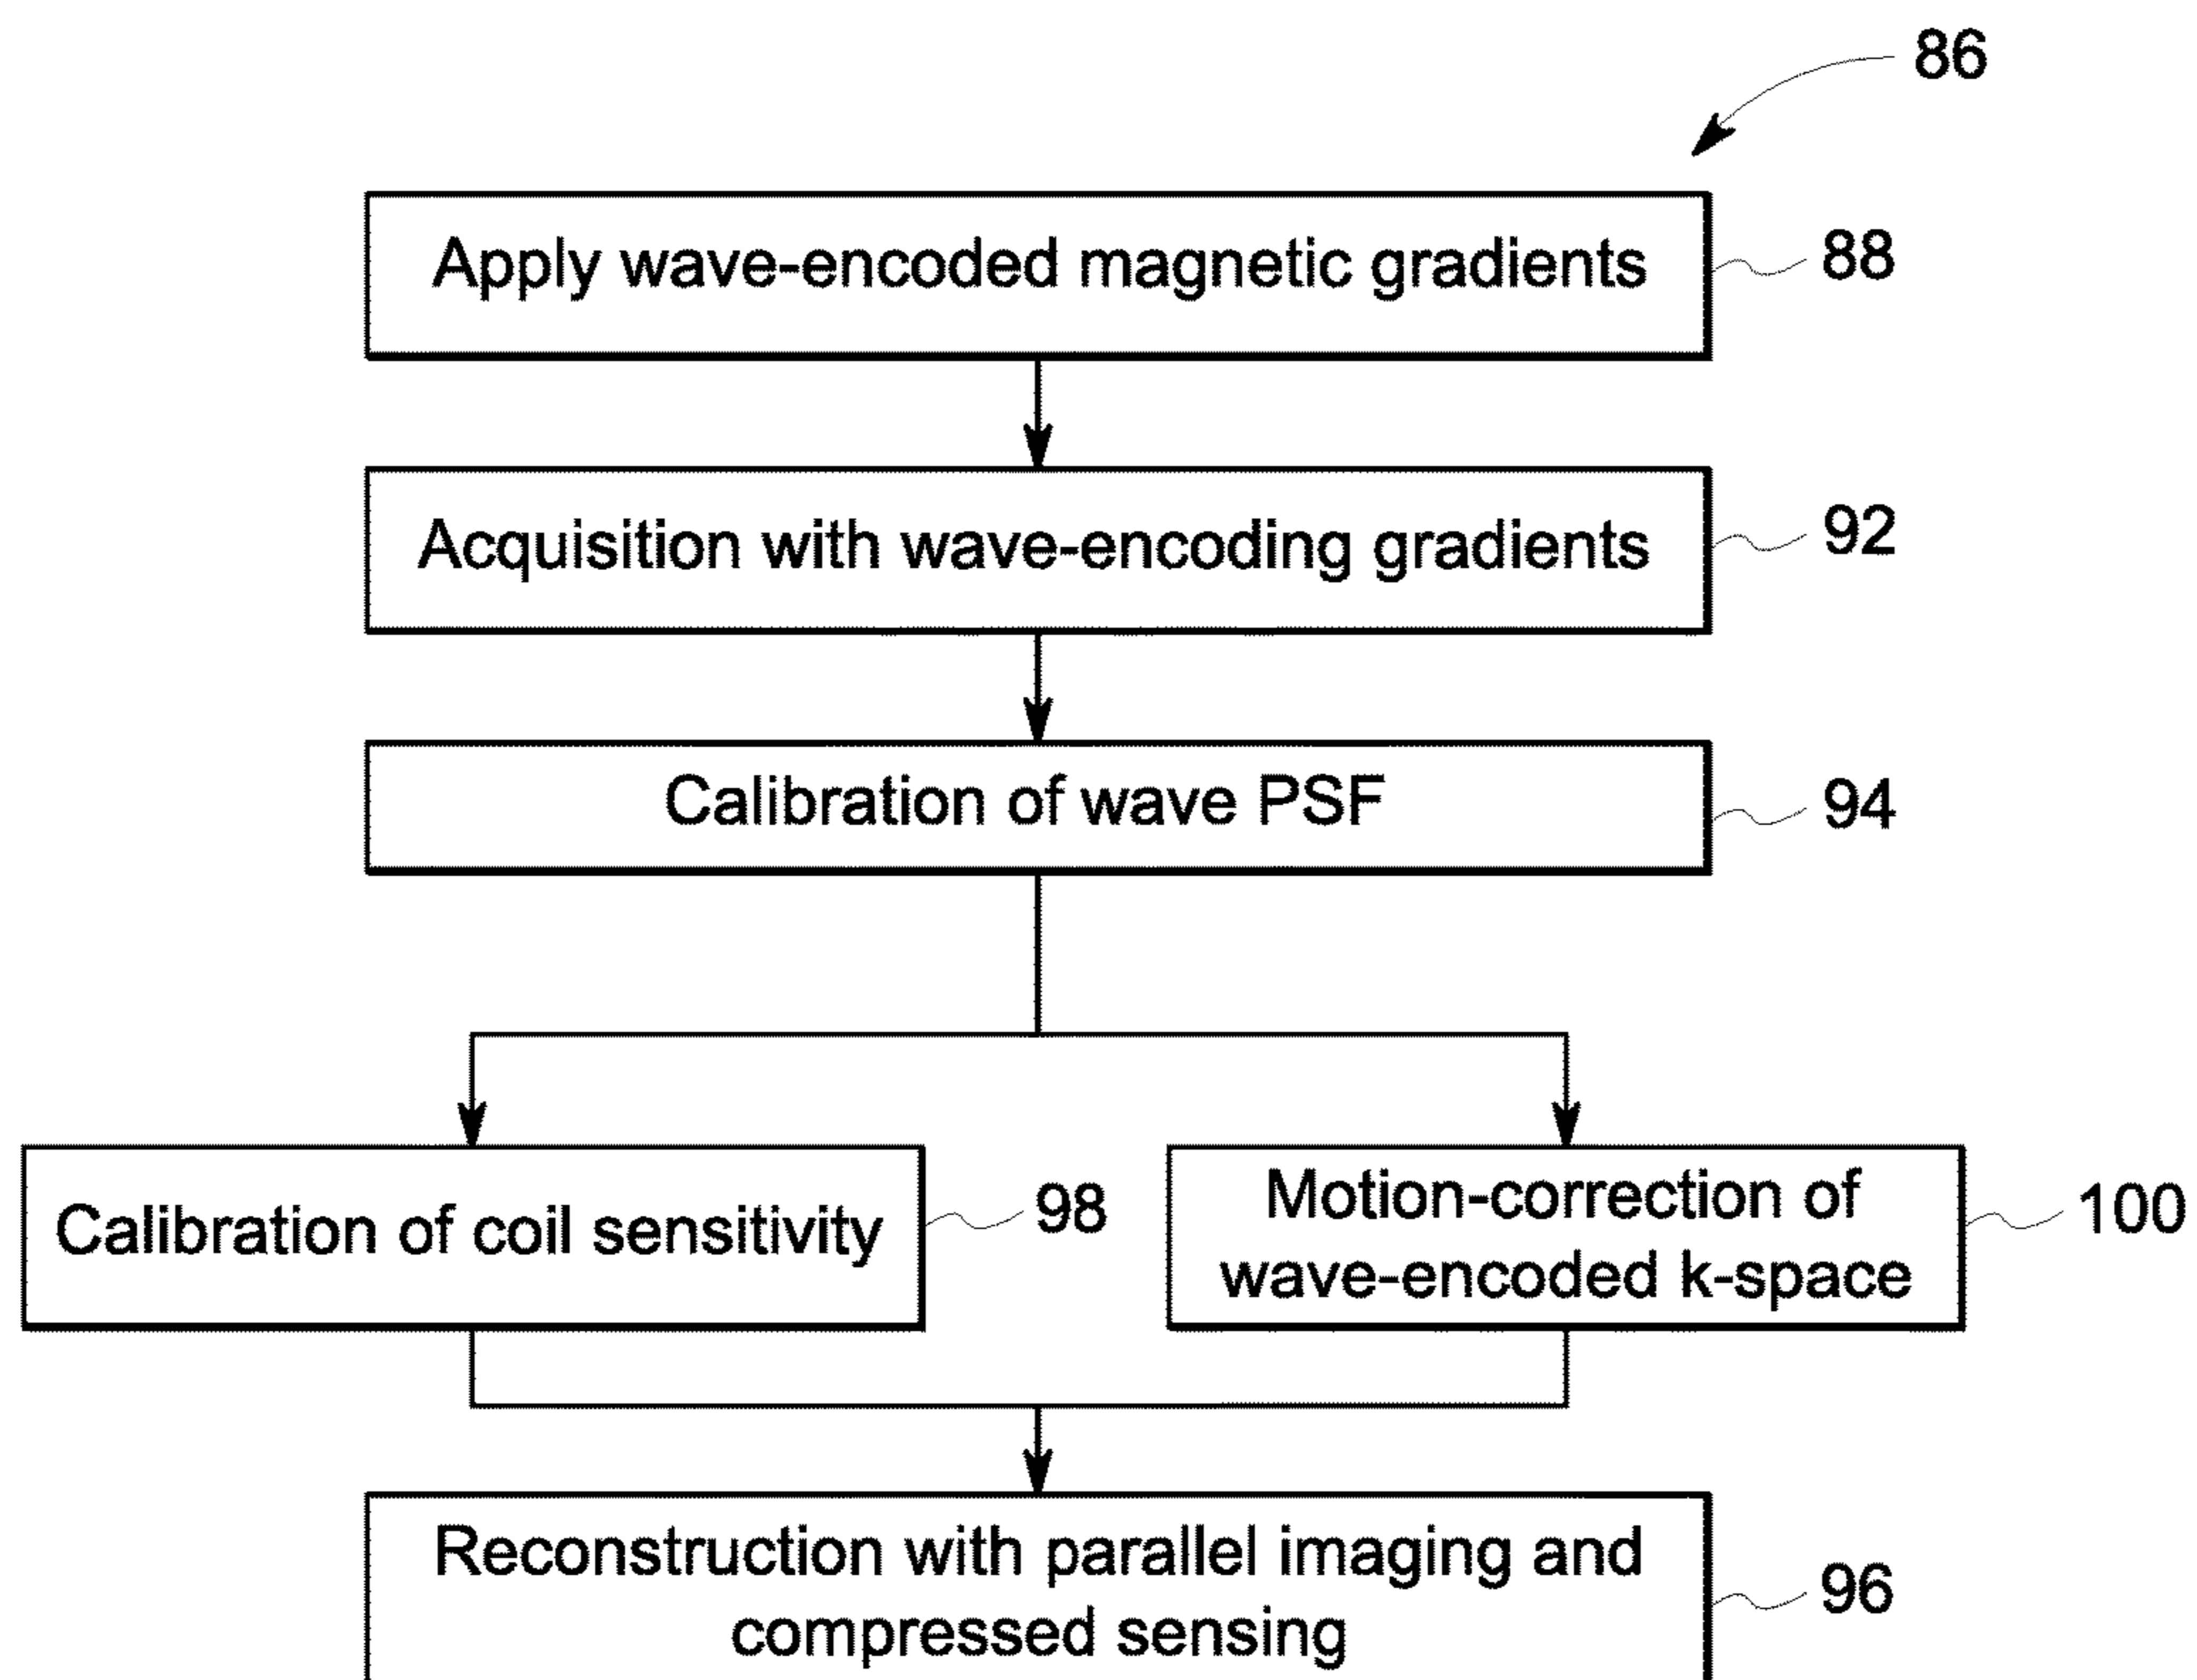 86
Apply wave-encoded magnetic gradients
88
Acquisition with wave-encoding gradients
92
Calibration of wave PSF
94
Calibration of coil sensitivity
98
Motion-correction of
wave-encoded k-space
100
Reconstruction with parallel imaging and
compressed sensing
96